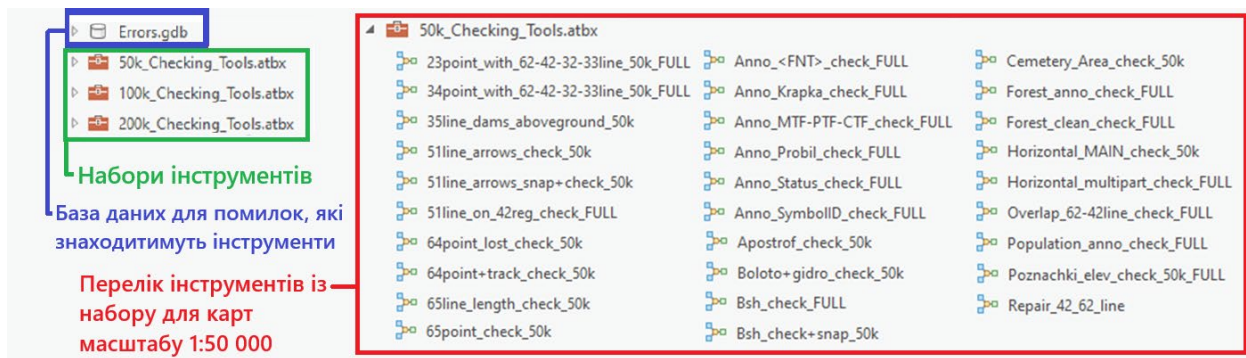 Errors.gdb
50k_Checking_Tools.atbx
100k_Checking_Tools.atbx
200k_Checking_Tools.atbx
Набори інструментів
База даних для помилок, які
знаходитимуть інструменти
Перелік інструментів із
набору для карт
масштабу 1:50 000
50k_Checking_Tools.atbx
23point_with_62-42-32-33line_50k_FULL
34point_with_62-42-32-33line_50k_FULL
35line_dams_aboveground_50k
51line_arrows_check_50k
51line_arrows_snap+check_50k
51line_on_42reg_check_FULL
64point_lost_check_50k
64point+track_check_50k
65line_length_check_50k
65point_check_50k
Anno_<FNT>_check_FULL
Anno_Krapka_check_FULL
Anno_MTF-PTF-CTF_check_FULL
Anno_Probil_check_FULL
Anno_Status_check_FULL
Anno_SymbolID_check_FULL
Apostrof_check_50k
Boloto+gidro_check_50k
Bsh_check_FULL
Bsh_check+snap_50k
Cemetery_Area_check_50k
Forest_anno_check_FULL
Forest_clean_check_FULL
Horizontal_MAIN_check_50k
Horizontal_multipart_check_FULL
Overlap_62-42line_check_FULL
Population_anno_check_FULL
Poznachki_elev_check_50k_FULL
Repair_42_62_line